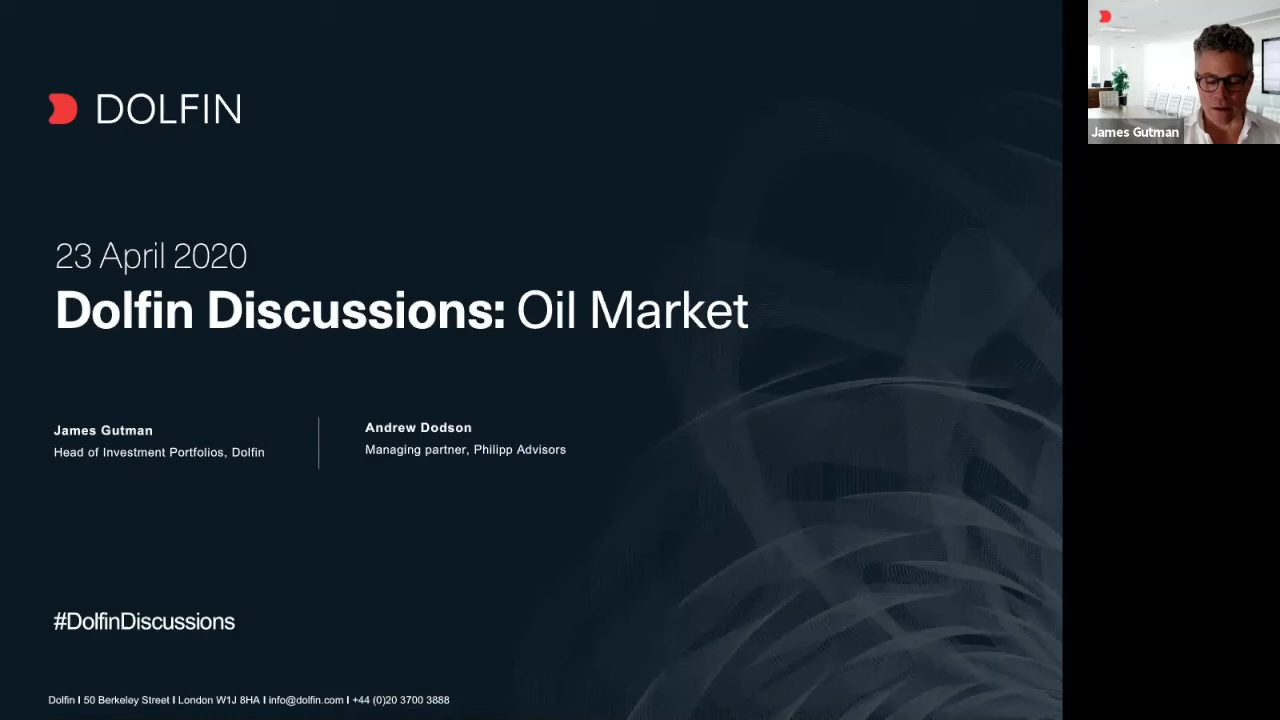 DOLFIN
23 April 2020
Dolfin Discussions: Oil Market
James Gutman
Head of Investment Portfolios, Dolfin
Andrew Dodson
Managing partner, Philipp Advisors
#DolfinDiscussions
Dolfin I 50 Berkeley Street I London W1J 8HA I info@dolfin.com I +44 (0)20 3700 3888
James Gutman